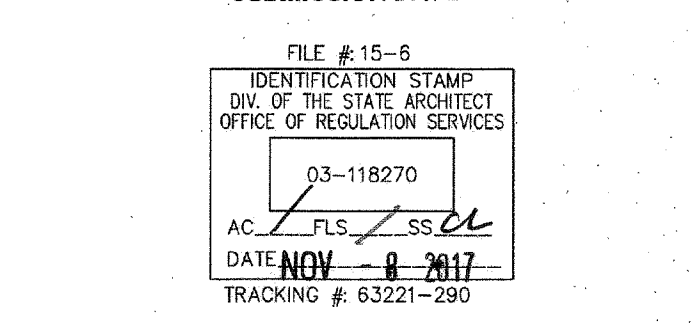 FILE #: 15-6
IDENTIFICATION STAMP
DIV. OF THE STATE ARCHITECT
OFFICE OF REGULATION SERVICES
03-118270
AC FLS SS CL
DATE NOV - 8 2017
TRACKING #: 63221-290